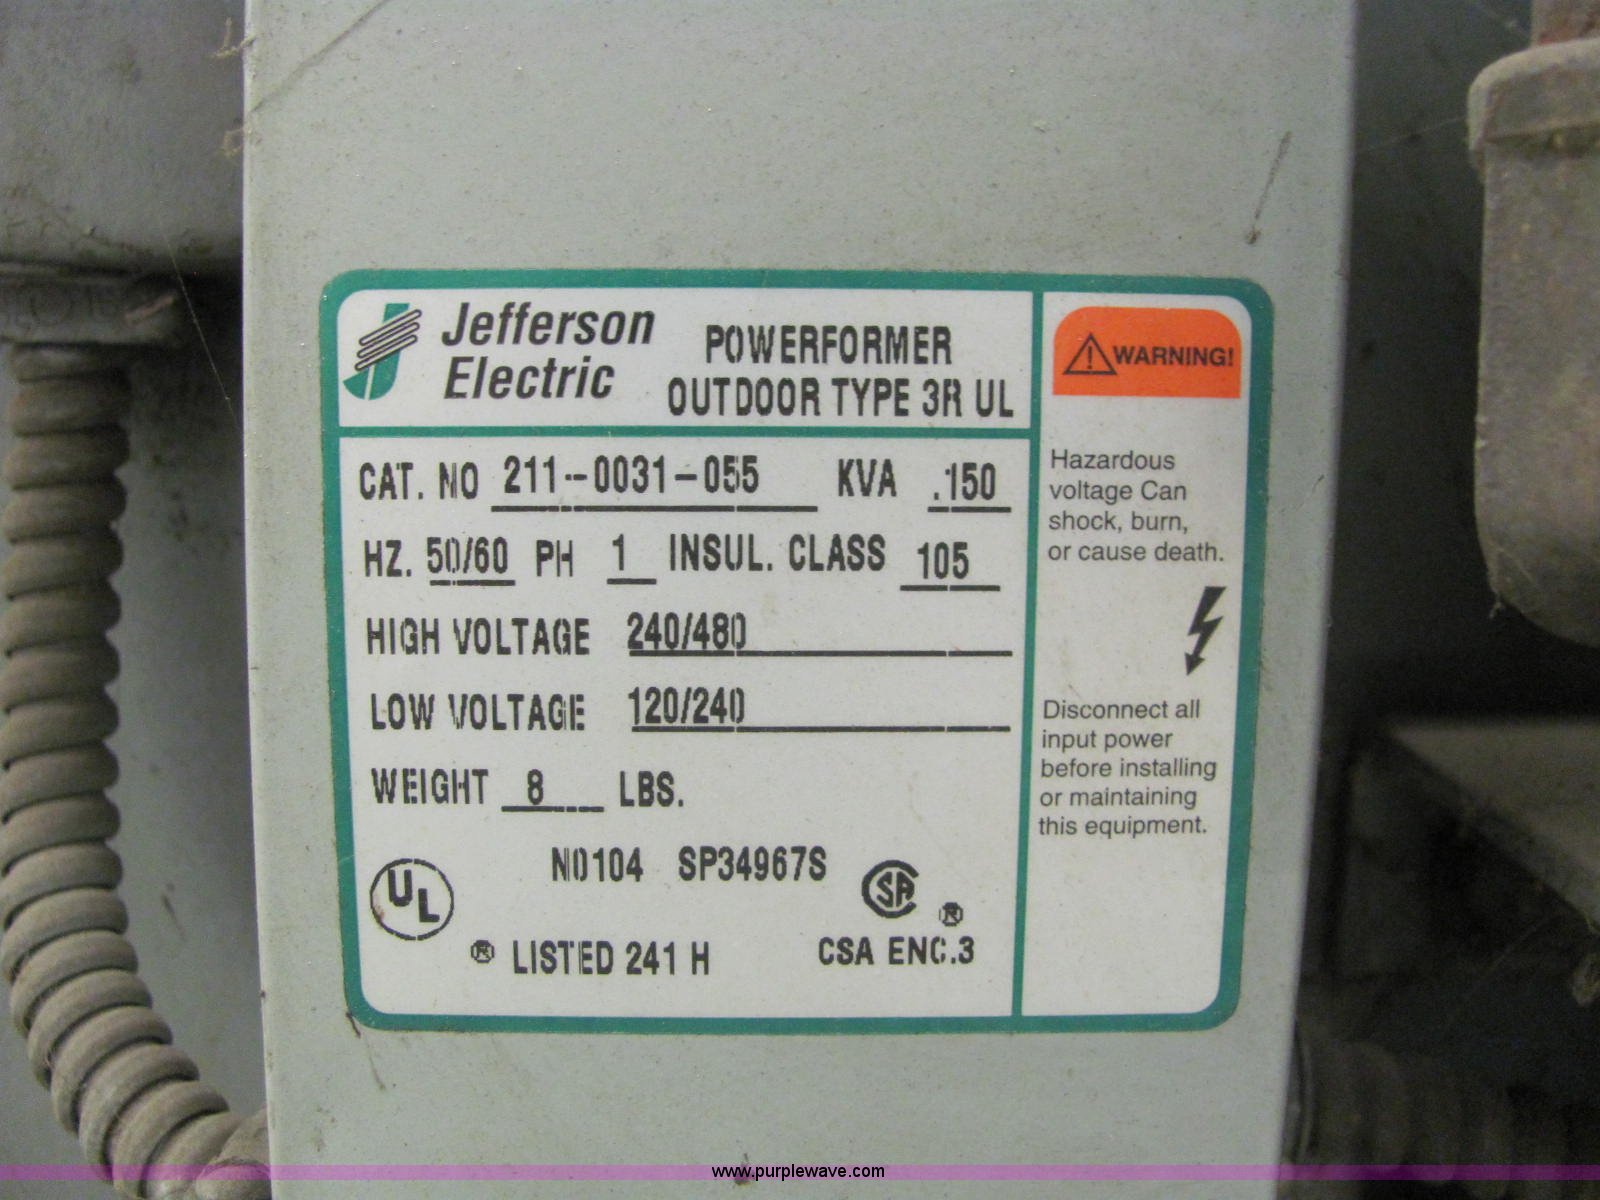 Jefferson
Electric
POWERFORMER
OUTDOOR TYPE 3R UL
CAT. NO 211-0031-055 KVA .150
HZ. 50/60 PH 1 INSUL. CLASS 105
HIGH VOLTAGE 240/480
LOW VOLTAGE 120/240
WEIGHT 8 LBS.
N0104 SP34967S
UL
® LISTED 241 H
SA ®
CSA ENC.3
WARNING!
Hazardous
voltage Can
shock, burn,
or cause death.
Disconnect all
input power
before installing
or maintaining
this equipment.
www.purplewave.com